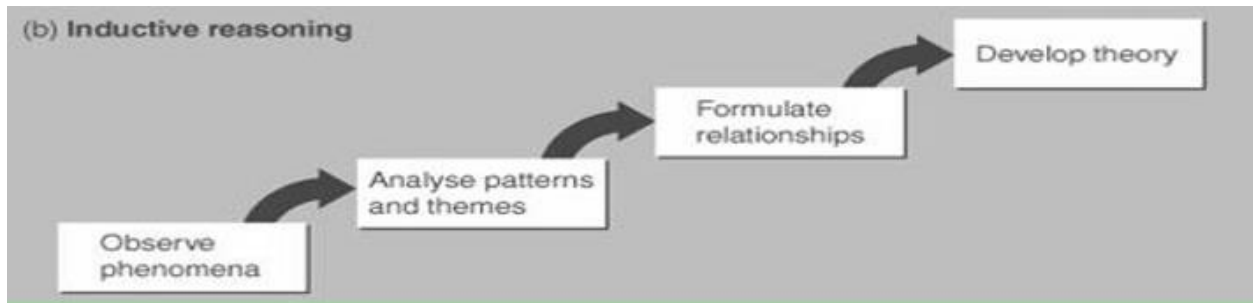 (b) Inductive reasoning
Develop theory
Formulate
relationships
Analyse patterns
and themes
Observe
phenomena